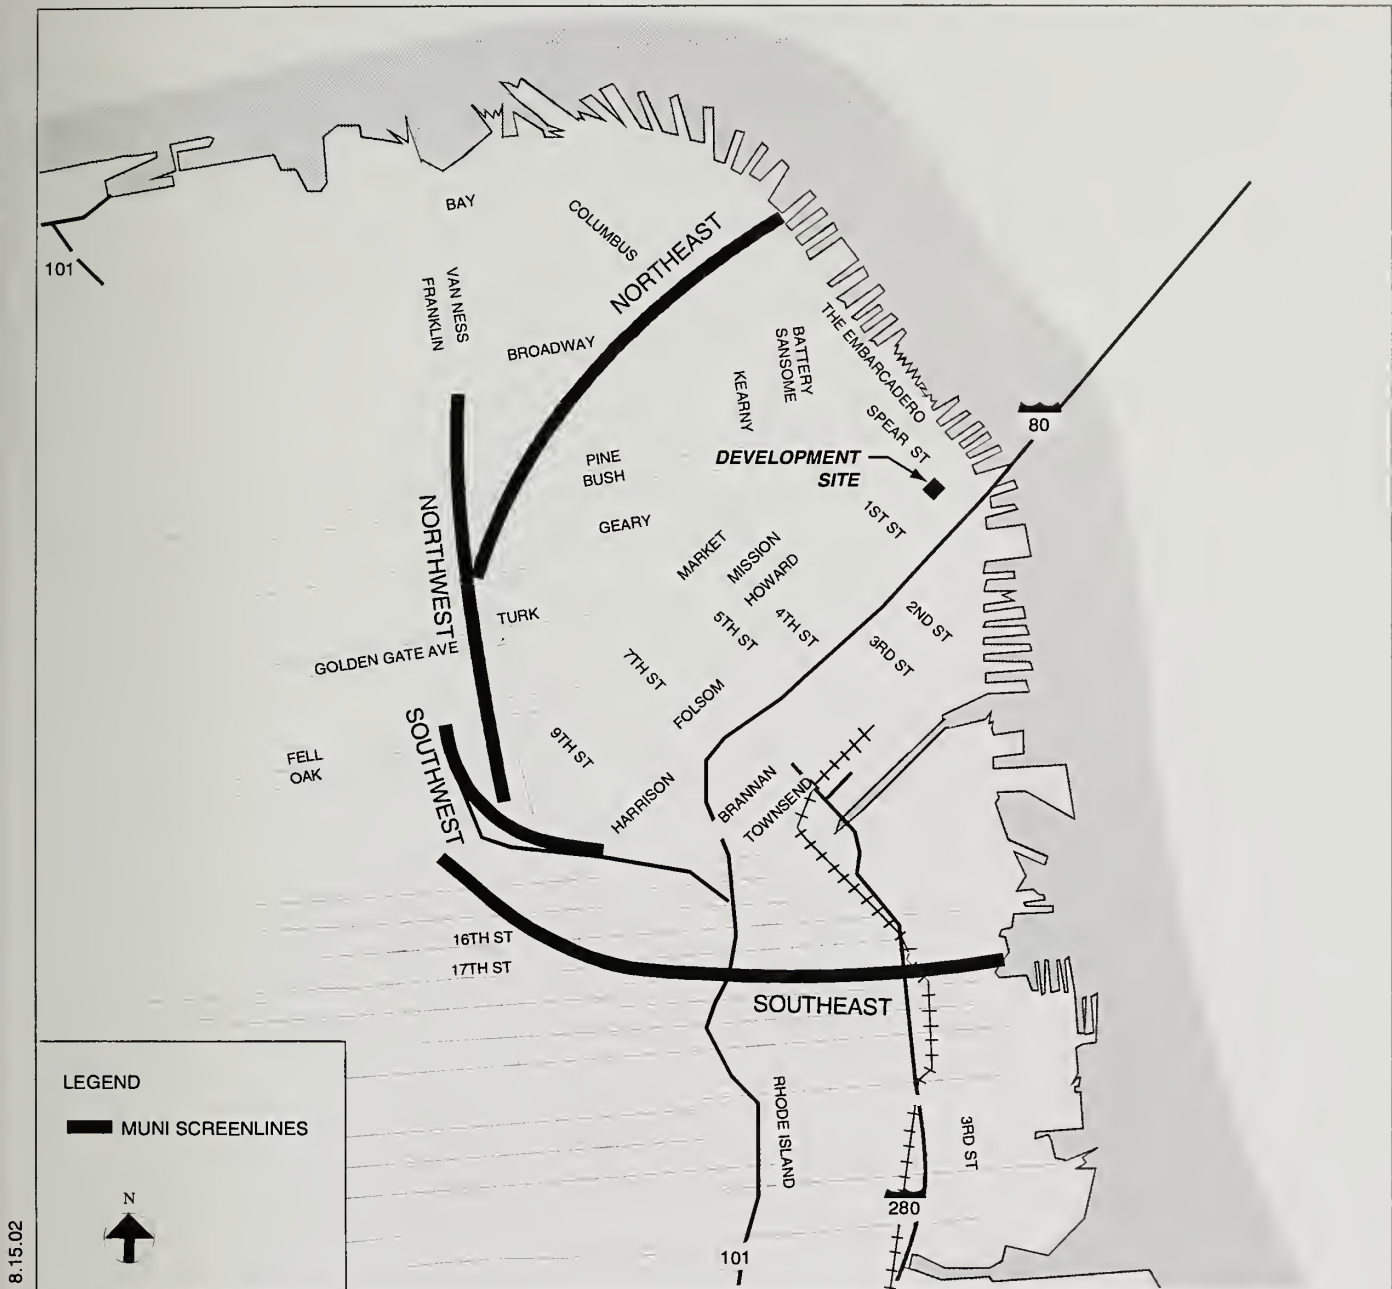 BAY
COLUMBUS
NORTHEAST
101
VAN NESS
FRANKLIN
BROADWAY
BATTERY
SANSOME
KEARNY
THE EMBARCADERO
SPEAR ST
80
PINE
BUSH
DEVELOPMENT
SITE
GEARY
1ST ST
NORTHWEST
MARKET
MISSION
HOWARD
TURK
5TH ST
4TH ST
2ND ST
3RD ST
GOLDEN GATE AVE
7TH ST
FOLSOM
SOUTHWEST
FELL
OAK
9TH ST
HARRISON
BRANNAN
TOWNSEND
16TH ST
17TH ST
SOUTHEAST
LEGEND
MUNI SCREENLINES
N
RHODE ISLAND
3RD ST
280
101
8.15.02